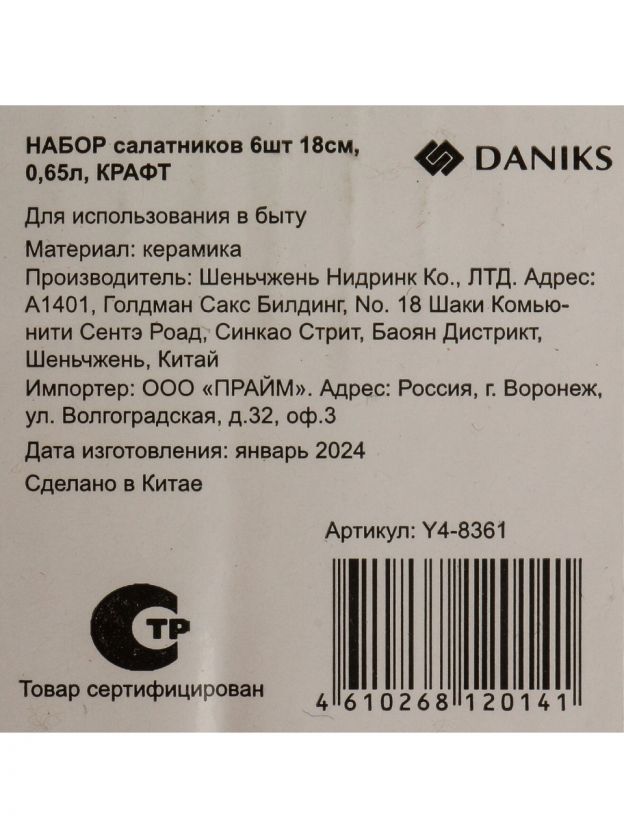 НАБОР салатников 6шт 18см,
0,65л, КРАФТ
DANIKS
Для использования в быту
Материал: керамика
Производитель: Шеньчжень Нидринк Ко., ЛТД. Адрес:
А1401, Голдман Сакс Билдинг, No. 18 Шаки Комью-
нити Сентэ Роад, Синкао Стрит, Баоян Дистрикт,
Шеньчжень, Китай
Импортер: ООО «ПРАЙМ». Адрес: Россия, г. Воронеж,
ул. Волгоградская, д.32, оф.3
Дата изготовления: январь 2024
Сделано в Китае
Артикул: Y4-8361
СТР
Товар сертифицирован
4 610268 120141